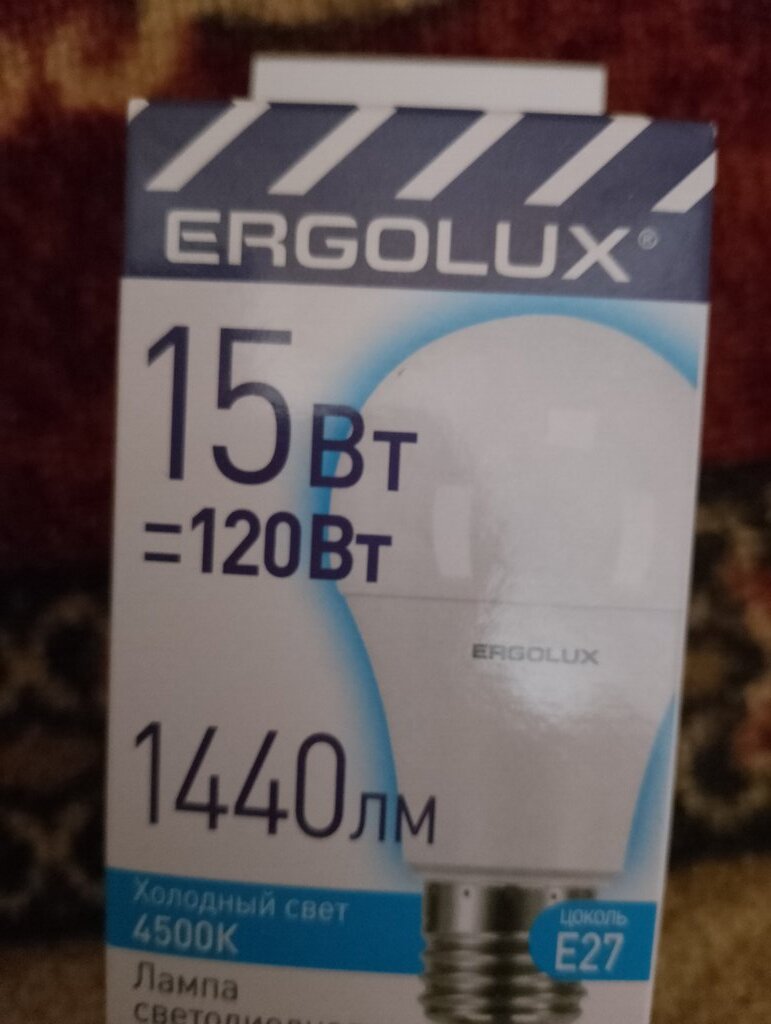 ERGOLUX®
15Вт
=120Вт
ERGOLUX
1440лм
Холодный свет
4500K
цоколь
E27
Лампа